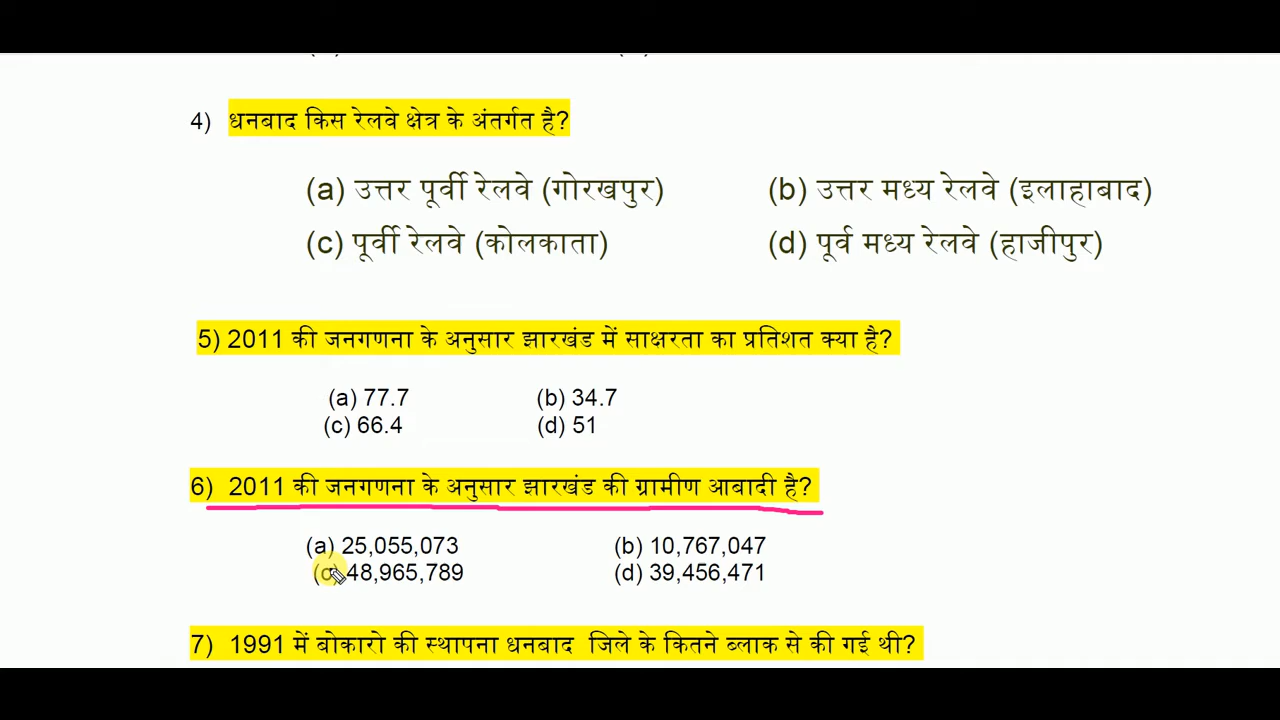 4) धनबाद किस रेलवे क्षेत्र के अंतर्गत है?
(a) उत्तर पूर्वी रेलवे (गोरखपुर) (b) उत्तर मध्य रेलवे (इलाहाबाद)
(c) पूर्वी रेलवे (कोलकाता) (d) पूर्व मध्य रेलवे (हाजीपुर)
5) 2011 की जनगणना के अनुसार झारखंड में साक्षरता का प्रतिशत क्या है?
(a) 77.7 (b) 34.7
(c) 66.4 (d) 51
6) 2011 की जनगणना के अनुसार झारखंड की ग्रामीण आबादी है?
(a) 25,055,073 (b) 10,767,047
(c) 48,965,789 (d) 39,456,471
7) 1991 में बोकारो की स्थापना धनबाद जिले के कितने ब्लाक से की गई थी?